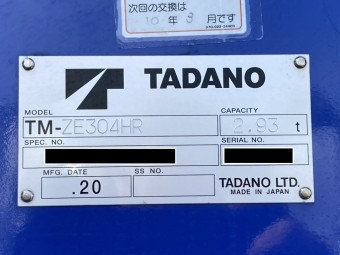 次回の交換は
10 年 3 月です
TADANO
MODEL
TM-ZE304HR
CAPACITY
2.93 t
SPEC. NO.
SERIAL NO.
MFG. DATE
.20
SS NO.
TADANO LTD.
MADE IN JAPAN